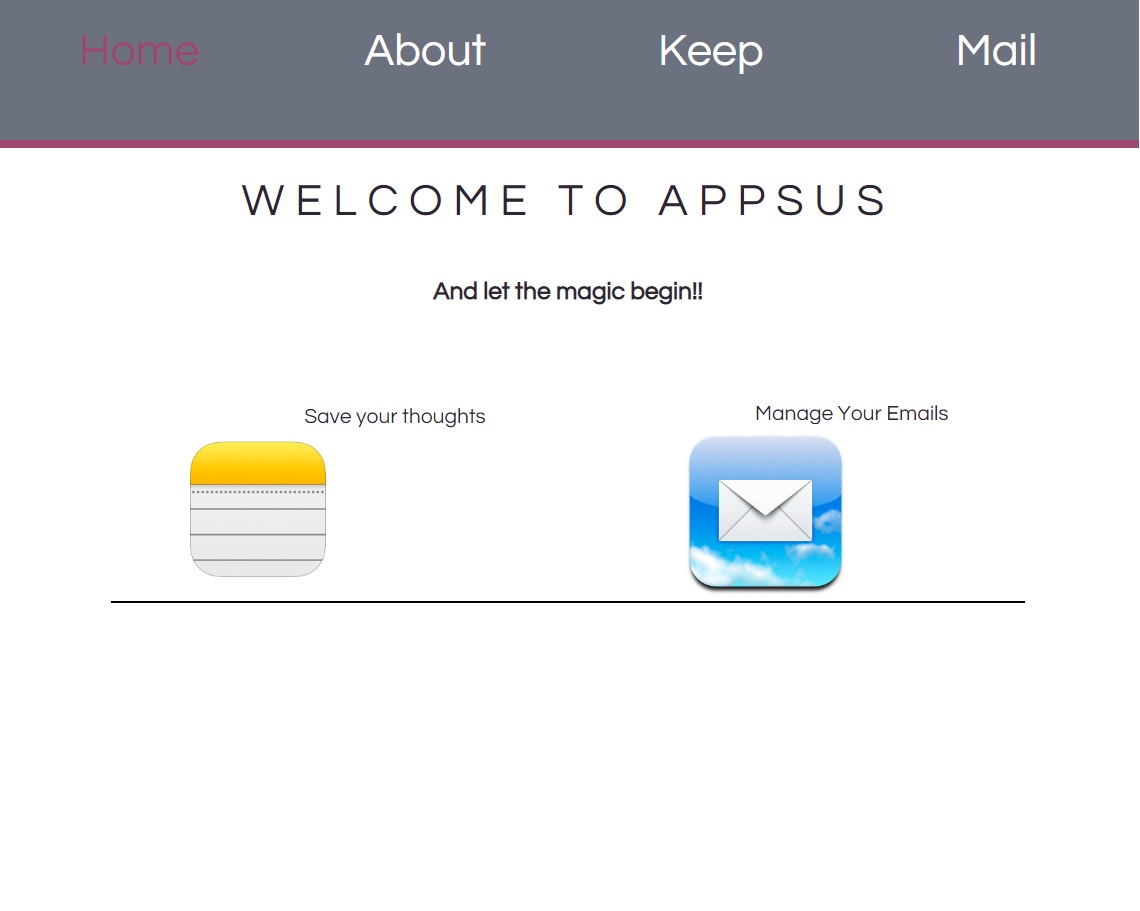 Home About Keep Mail
WELCOME TO APPSUS
And let the magic begin!!
Save your thoughts
Manage Your Emails